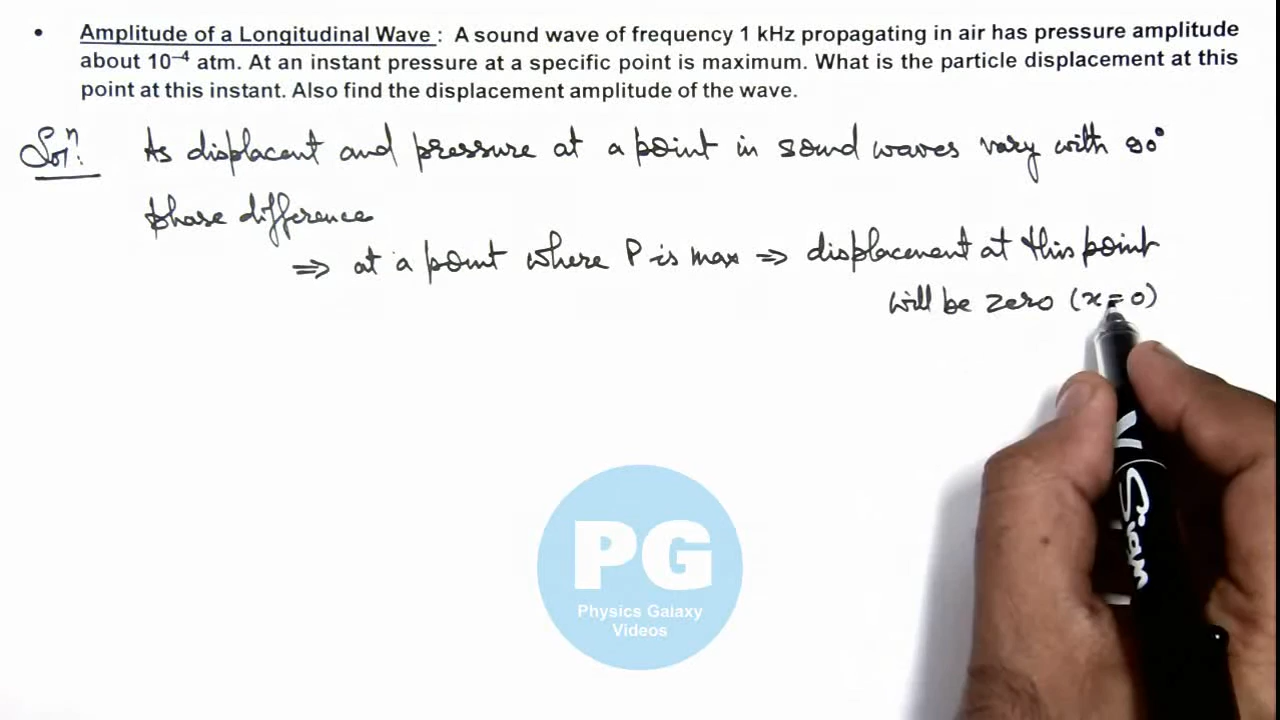 • Amplitude of a Longitudinal Wave : A sound wave of frequency 1 kHz propagating in air has pressure amplitude
about 10⁻⁴ atm. At an instant pressure at a specific point is maximum. What is the particle displacement at this
point at this instant. Also find the displacement amplitude of the wave.
Solⁿ: As displacent and pressure at a point in sound waves vary with 90°
phase difference
⇒ at a point where P is max ⇒ displacement at this point
will be zero (x=0)
PG
Physics Galaxy
Videos